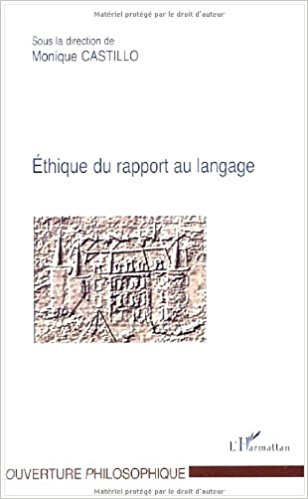 Matériel protégé par le droit d'auteur
Sous la direction de
Monique CASTILLO
Éthique du rapport au langage
L'Harmattan
OUVERTURE PHILOSOPHIQUE
Matériel protégé par le droit d'auteur